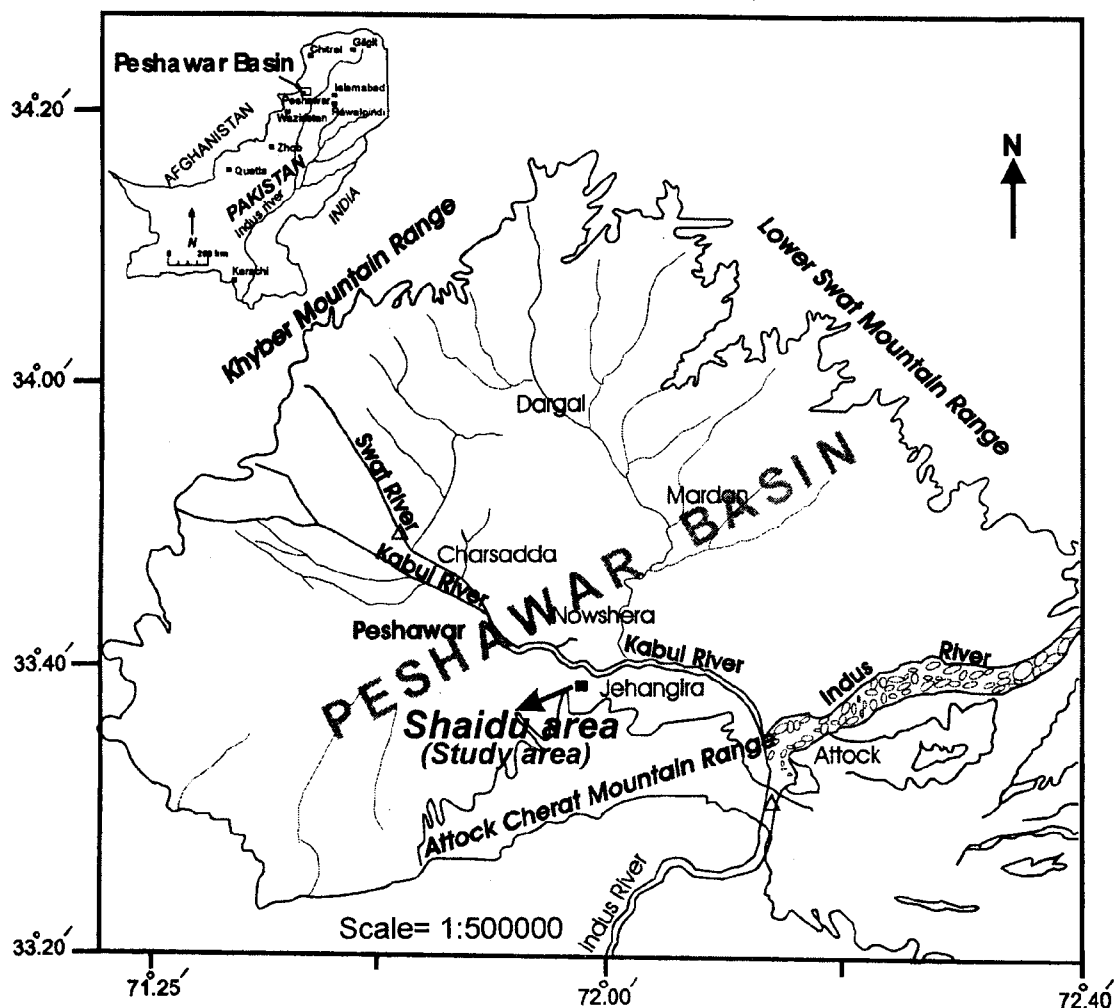 Chitral
Gilgit
Peshawar Basin
Islamabad
Peshawar
Rawalpindi
Waziristan
AFGHANISTAN
Zhob
Quetta
PAKISTAN
Indus river
INDIA
N
0 200 km
Karachi
N
34°20′
34°00′
33°40′
33°20′
Khyber Mountain Range
Lower Swat Mountain Range
Dargal
Swat River
Mardan
Charsadda
Kabul River
PESHAWAR BASIN
Nowshera
Peshawar
Kabul River
Indus River
Jehangira
Shaidu area
(Study area)
Attock
Attock Cherat Mountain Range
Indus River
Scale= 1:500000
71°25′
72°00′
72°40′